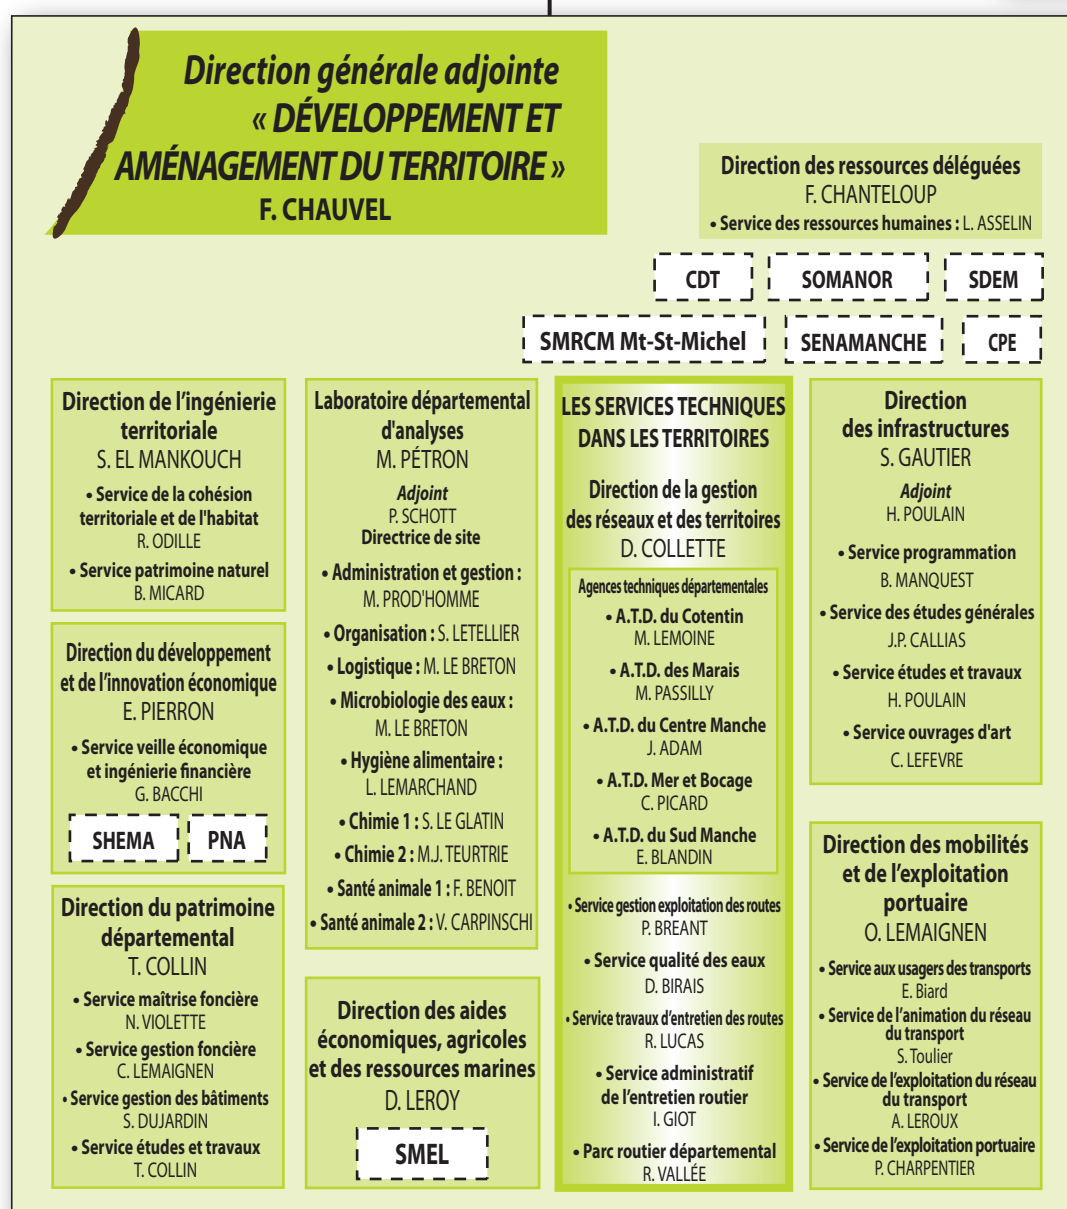 Direction générale adjointe
« DÉVELOPPEMENT ET
AMÉNAGEMENT DU TERRITOIRE »
F. CHAUVEL
Direction des ressources déléguées
F. CHANTELOUP
• Service des ressources humaines : L. ASSELIN
CDT
SOMANOR
SDEM
SMRCM Mt-St-Michel
SENAMANCHE
CPE
Direction de l'ingénierie
territoriale
S. EL MANKOUCH
• Service de la cohésion
territoriale et de l'habitat
R. ODILLE
• Service patrimoine naturel
B. MICARD
Direction du développement
et de l'innovation économique
E. PIERRON
• Service veille économique
et ingénierie financière
G. BACCHI
SHEMA
PNA
Direction du patrimoine
départemental
T. COLLIN
• Service maîtrise foncière
N. VIOLETTE
• Service gestion foncière
C. LEMAIGNEN
• Service gestion des bâtiments
S. DUJARDIN
• Service études et travaux
T. COLLIN
Laboratoire départemental
d'analyses
M. PÉTRON
Adjoint
P. SCHOTT
Directrice de site
• Administration et gestion :
M. PROD'HOMME
• Organisation : S. LETELLIER
• Logistique : M. LE BRETON
• Microbiologie des eaux :
M. LE BRETON
• Hygiène alimentaire :
L. LEMARCHAND
• Chimie 1 : S. LE GLATIN
• Chimie 2 : M.J. TEURTRIE
• Santé animale 1 : F. BENOIT
• Santé animale 2 : V. CARPINSCHI
Direction des aides
économiques, agricoles
et des ressources marines
D. LEROY
SMEL
LES SERVICES TECHNIQUES
DANS LES TERRITOIRES
Direction de la gestion
des réseaux et des territoires
D. COLLETTE
Agences techniques départementales
• A.T.D. du Cotentin
M. LEMOINE
• A.T.D. des Marais
M. PASSILLY
• A.T.D. du Centre Manche
J. ADAM
• A.T.D. Mer et Bocage
C. PICARD
• A.T.D. du Sud Manche
E. BLANDIN
• Service gestion exploitation des routes
P. BREANT
• Service qualité des eaux
D. BIRAIS
• Service travaux d'entretien des routes
R. LUCAS
• Service administratif
de l'entretien routier
I. GIOT
• Parc routier départemental
R. VALLÉE
Direction
des infrastructures
S. GAUTIER
Adjoint
H. POULAIN
• Service programmation
B. MANQUEST
• Service des études générales
J.P. CALLIAS
• Service études et travaux
H. POULAIN
• Service ouvrages d'art
C. LEFEVRE
Direction des mobilités
et de l'exploitation
portuaire
O. LEMAIGNEN
• Service aux usagers des transports
E. Biard
• Service de l'animation du réseau
du transport
S. Toulier
• Service de l'exploitation du réseau
du transport
A. LEROUX
• Service de l'exploitation portuaire
P. CHARPENTIER